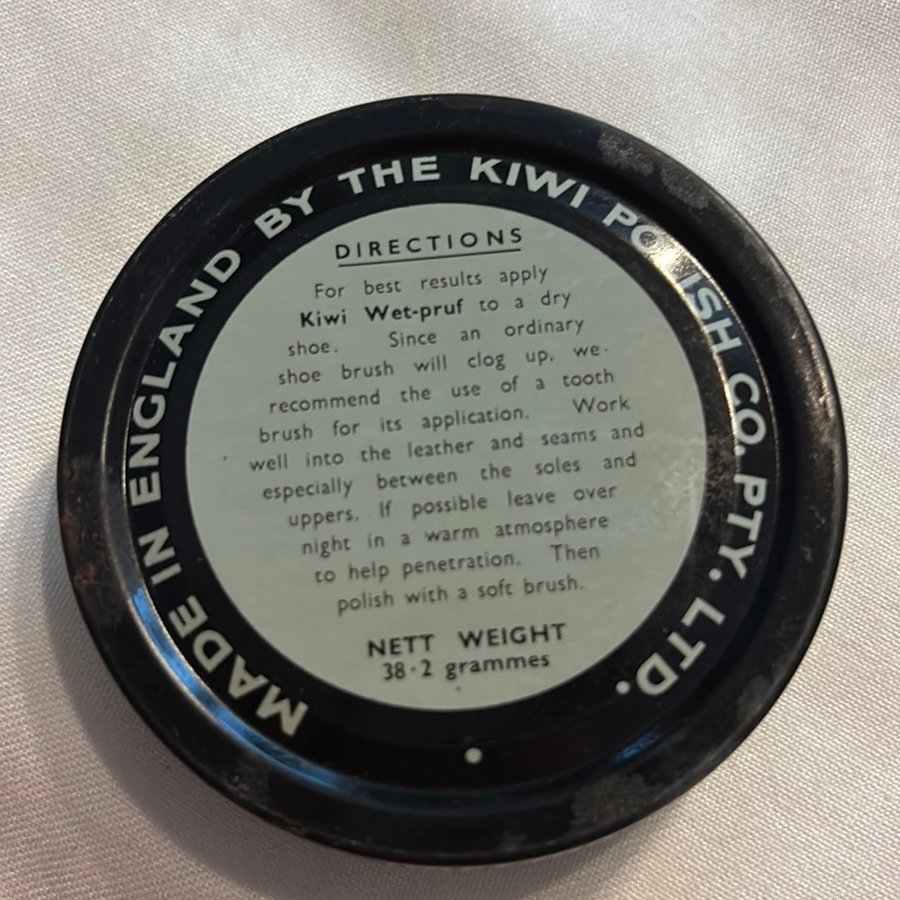 MADE IN ENGLAND BY THE KIWI POLISH CO. PTY. LTD.
DIRECTIONS
For best results apply
Kiwi Wet-pruf to a dry
shoe. Since an ordinary
shoe brush will clog up, we
recommend the use of a tooth
brush for its application. Work
well into the leather and seams and
especially between the soles and
uppers. If possible leave over
night in a warm atmosphere
to help penetration. Then
polish with a soft brush.
NETT WEIGHT
38·2 grammes